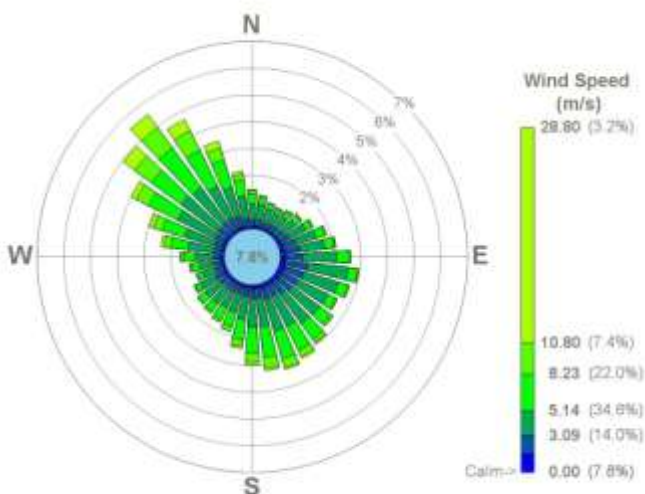 N
7%
6%
5%
4%
3%
2%
W
7.8%
E
S
Wind Speed
(m/s)
28.80 (3.2%)
10.80 (7.4%)
8.23 (22.0%)
5.14 (34.6%)
3.09 (14.0%)
Calm-> 0.00 (7.8%)